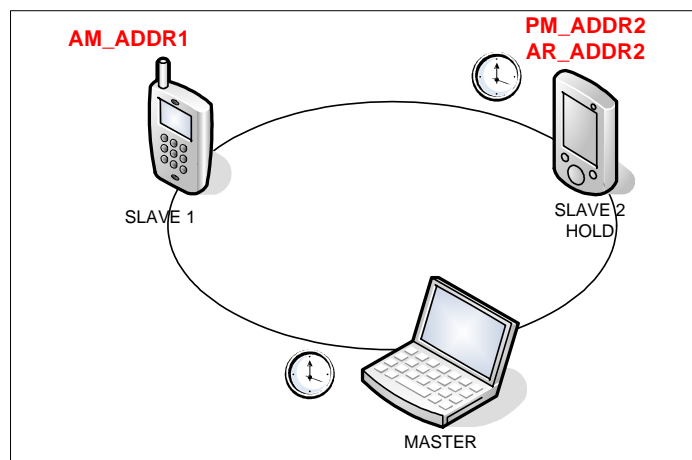 AM_ADDR1
PM_ADDR2
AR_ADDR2
SLAVE 1
SLAVE 2
HOLD
MASTER